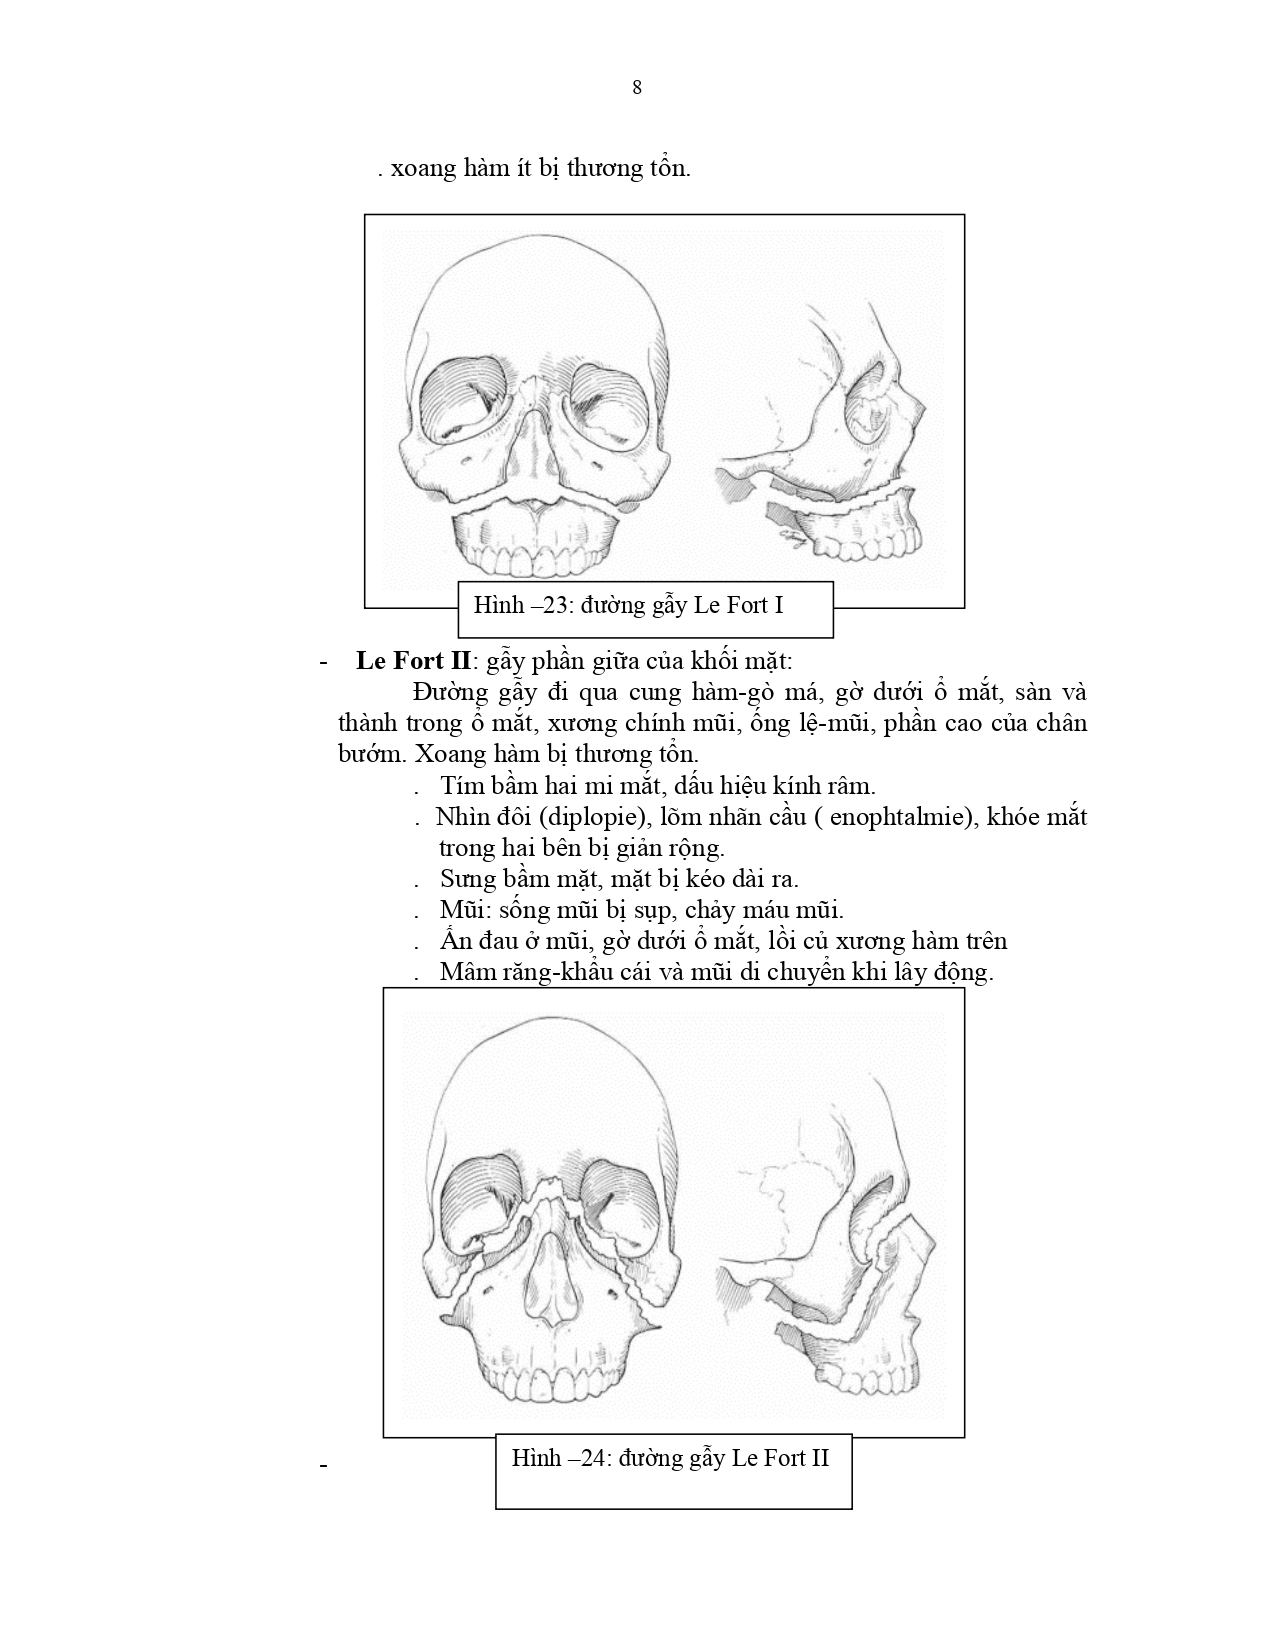 8
. xoang hàm ít bị thương tổn.
Hình –23: đường gẫy Le Fort I
- Le Fort II: gẫy phần giữa của khối mặt:
Đường gẫy đi qua cung hàm-gò má, gờ dưới ổ mắt, sàn và
thành trong ổ mắt, xương chính mũi, ống lệ-mũi, phần cao của chân
bướm. Xoang hàm bị thương tổn.
. Tím bầm hai mi mắt, dấu hiệu kính râm.
. Nhìn đôi (diplopie), lõm nhãn cầu ( enophtalmie), khóe mắt
trong hai bên bị giản rộng.
. Sưng bầm mặt, mặt bị kéo dài ra.
. Mũi: sống mũi bị sụp, chảy máu mũi.
. Ấn đau ở mũi, gờ dưới ổ mắt, lồi củ xương hàm trên
. Mâm răng-khẩu cái và mũi di chuyển khi lây động.
- Hình –24: đường gẫy Le Fort II